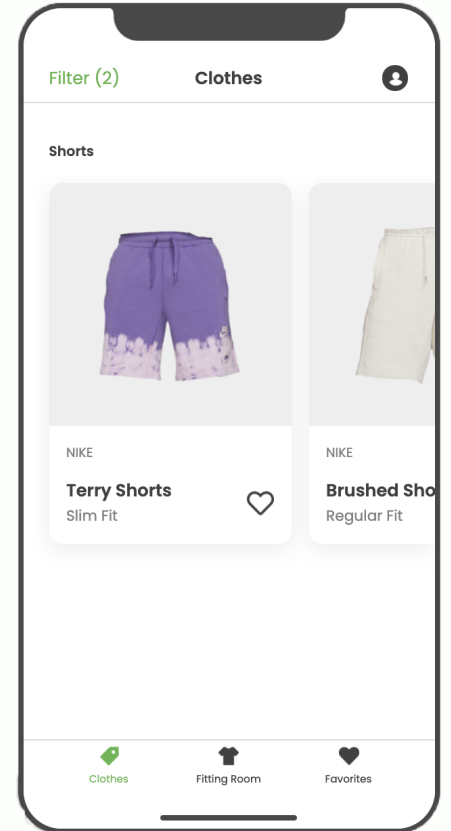 Filter (2)
Clothes
Shorts
NIKE
Terry Shorts
Slim Fit
NIKE
Brushed Sho
Regular Fit
Clothes
Fitting Room
Favorites